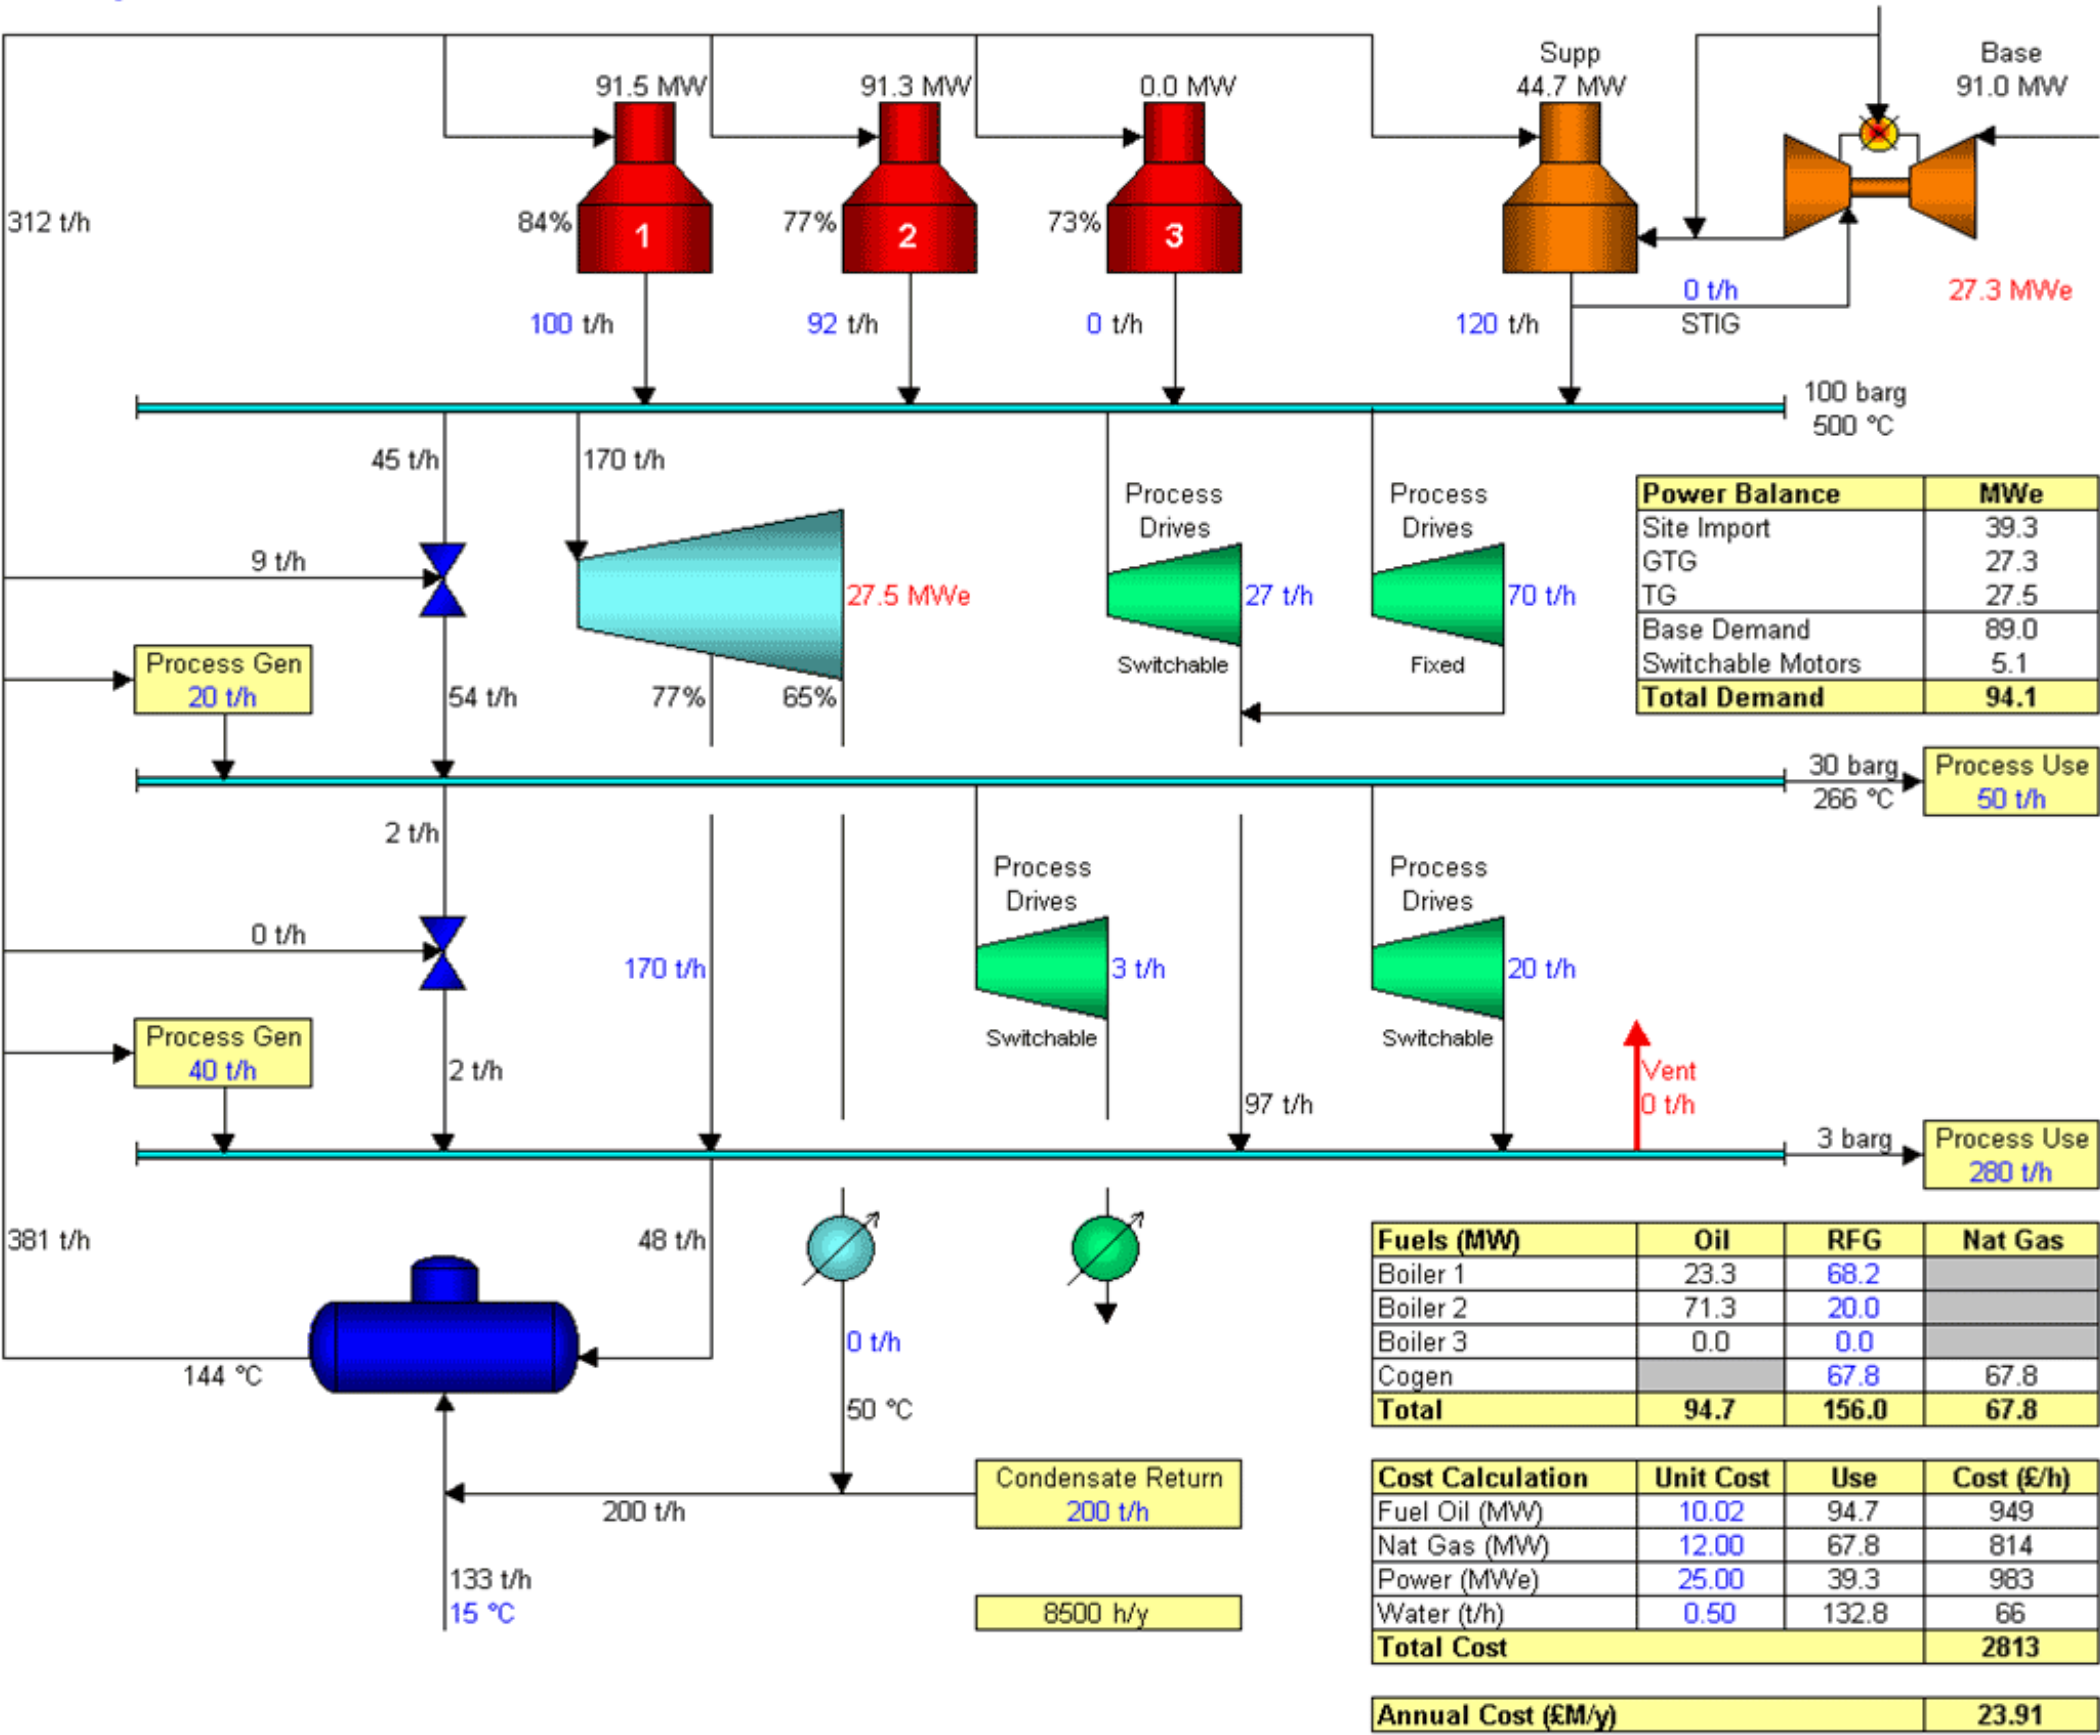 Supp
Base
91.5 MW
91.3 MW
0.0 MW
44.7 MW
91.0 MW
312 t/h
84%
1
77%
2
73%
3
0 t/h
STIG
27.3 MWe
100 t/h
92 t/h
0 t/h
120 t/h
100 barg
500 °C
45 t/h
170 t/h
Process
Drives
Process
Drives
9 t/h
27.5 MWe
27 t/h
70 t/h
Switchable
Fixed
Power Balance MWe
Site Import 39.3
GTG 27.3
TG 27.5
Base Demand 89.0
Switchable Motors 5.1
Total Demand 94.1
Process Gen
20 t/h
54 t/h
77%
65%
30 barg
266 °C
Process Use
50 t/h
2 t/h
Process
Drives
Process
Drives
0 t/h
170 t/h
3 t/h
20 t/h
Switchable
Switchable
Process Gen
40 t/h
2 t/h
97 t/h
Vent
0 t/h
3 barg
Process Use
280 t/h
381 t/h
48 t/h
144 °C
0 t/h
50 °C
Condensate Return
200 t/h
200 t/h
133 t/h
15 °C
8500 h/y
Fuels (MW) Oil RFG Nat Gas
Boiler 1 23.3 68.2
Boiler 2 71.3 20.0
Boiler 3 0.0 0.0
Cogen 67.8 67.8
Total 94.7 156.0 67.8
Cost Calculation Unit Cost Use Cost (£/h)
Fuel Oil (MW) 10.02 94.7 949
Nat Gas (MW) 12.00 67.8 814
Power (MWe) 25.00 39.3 983
Water (t/h) 0.50 132.8 66
Total Cost 2813
Annual Cost (£M/y) 23.91